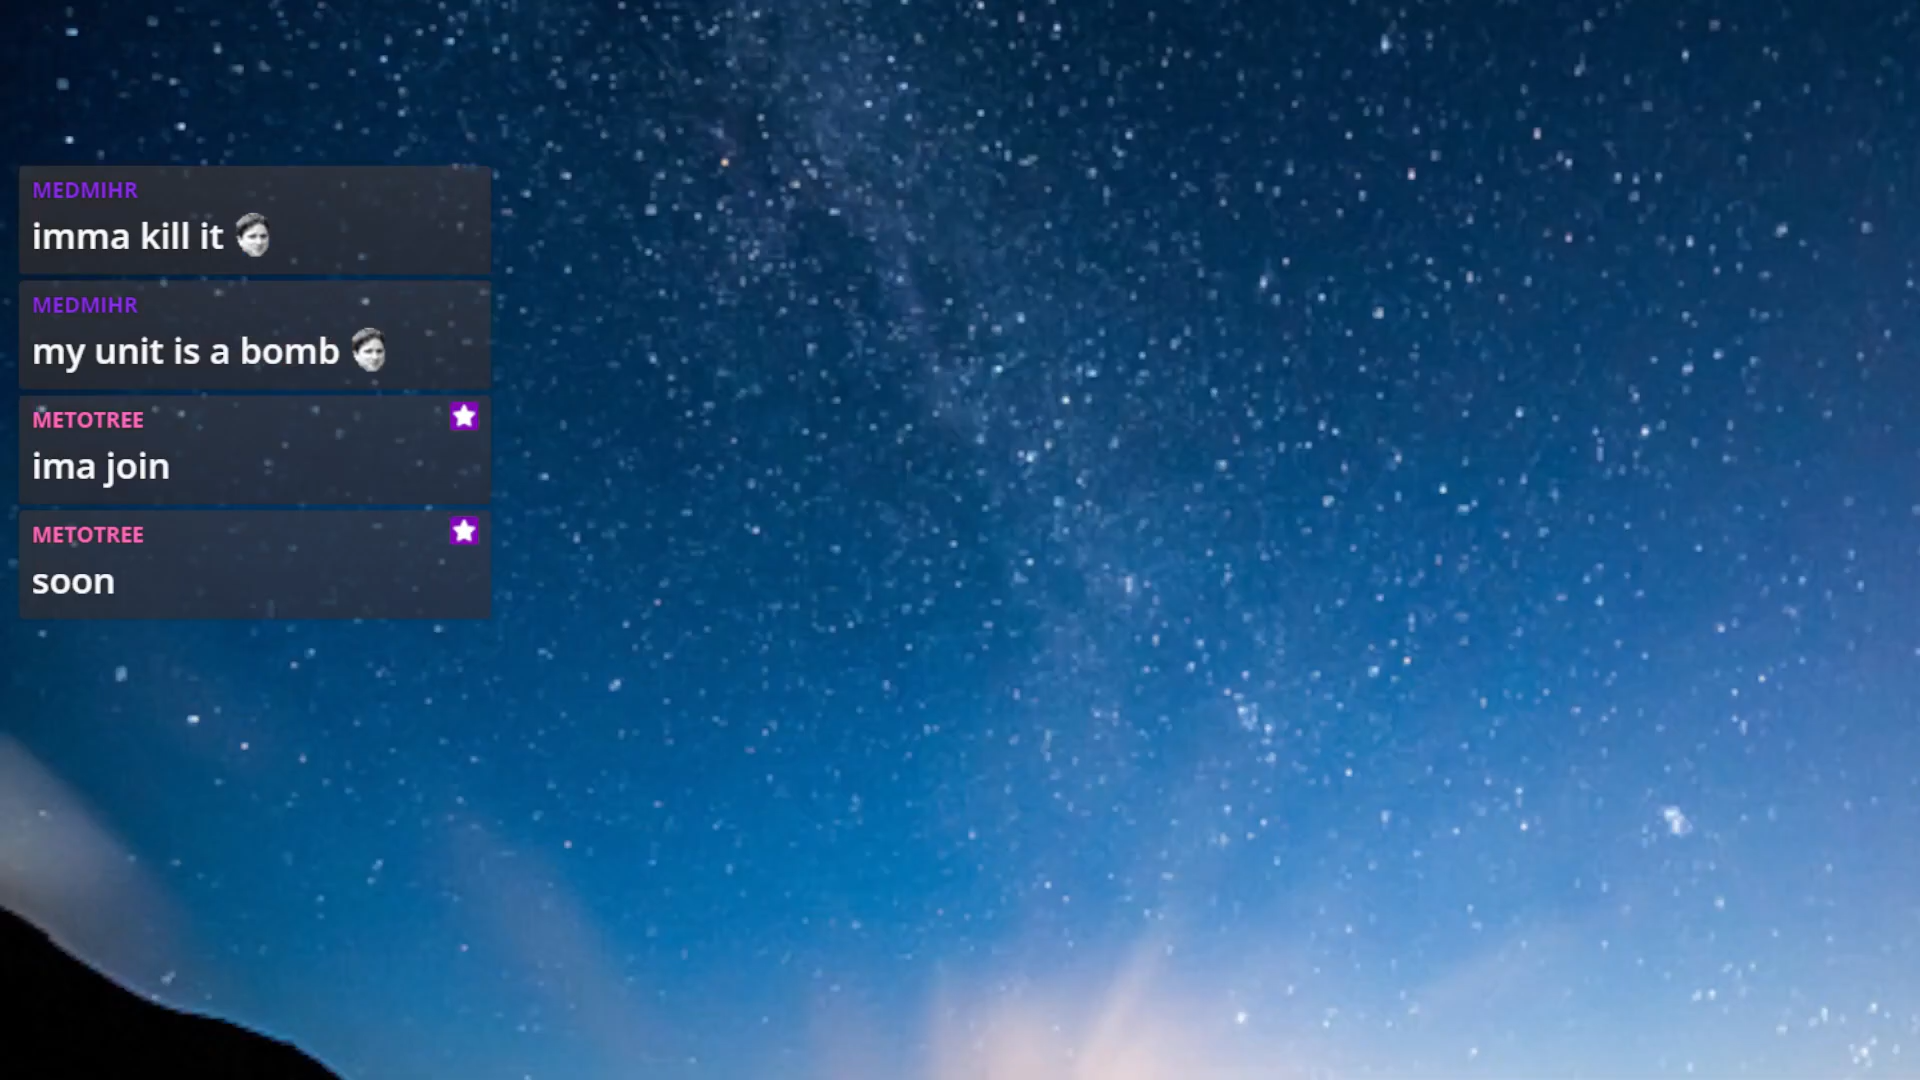 MEDMIHR
imma kill it
MEDMIHR
my unit is a bomb
METOTREE
ima join
METOTREE
soon